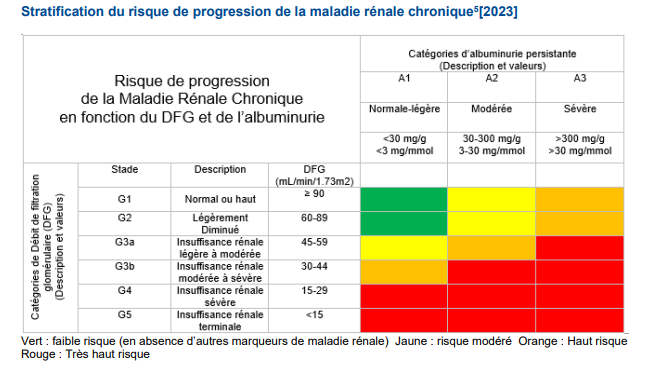 Stratification du risque de progression de la maladie rénale chronique⁵[2023]
Risque de progression
de la Maladie Rénale Chronique
en fonction du DFG et de l'albuminurie
Catégories d'albuminurie persistante
(Description et valeurs)
A1 A2 A3
Normale-légère Modérée Sévère
<30 mg/g 30-300 mg/g >300 mg/g
<3 mg/mmol 3-30 mg/mmol >30 mg/mmol
Catégories de Débit de filtration
glomérulaire (DFG)
(Description et valeurs)
Stade Description DFG
(mL/min/1.73m2)
G1 Normal ou haut ≥ 90
G2 Légèrement 60-89
Diminué
G3a Insuffisance rénale 45-59
légère à modérée
G3b Insuffisance rénale 30-44
modérée à sévère
G4 Insuffisance rénale 15-29
sévère
G5 Insuffisance rénale <15
terminale
Vert : faible risque (en absence d'autres marqueurs de maladie rénale) Jaune : risque modéré Orange : Haut risque
Rouge : Très haut risque